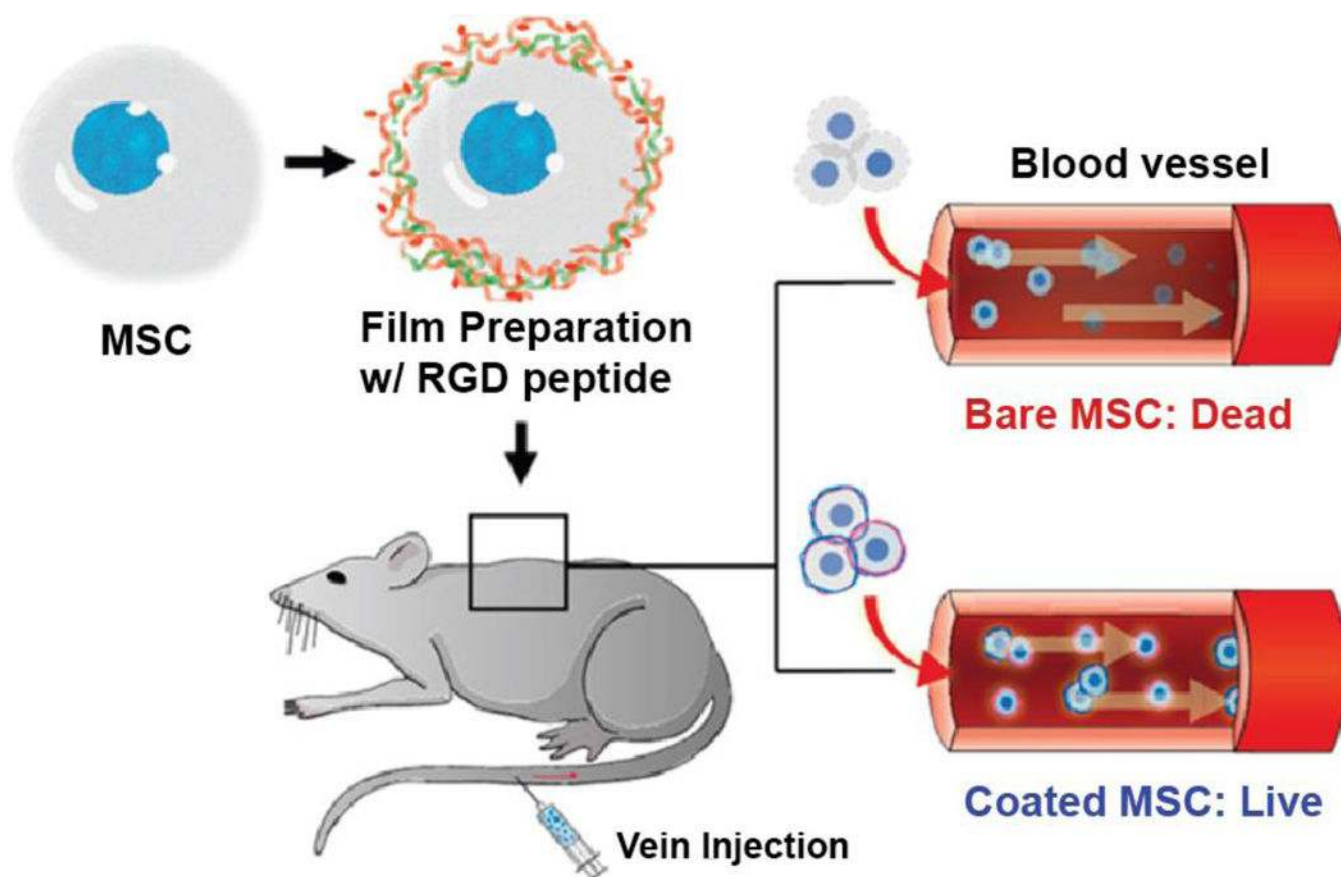 MSC
Film Preparation
w/ RGD peptide
Blood vessel
Bare MSC: Dead
Coated MSC: Live
Vein Injection